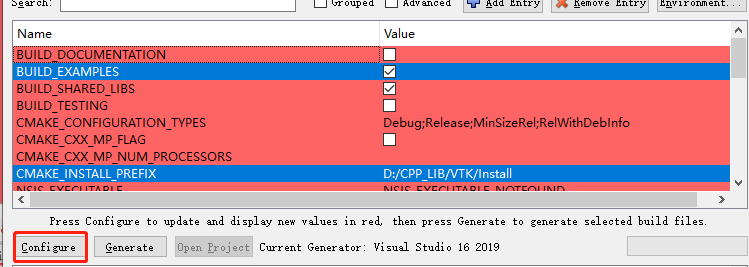 Search: Grouped Advanced Add Entry Remove Entry Environment...
Name Value
BUILD_DOCUMENTATION
BUILD_EXAMPLES
BUILD_SHARED_LIBS
BUILD_TESTING
CMAKE_CONFIGURATION_TYPES Debug;Release;MinSizeRel;RelWithDebInfo
CMAKE_CXX_MP_FLAG
CMAKE_CXX_MP_NUM_PROCESSORS
CMAKE_INSTALL_PREFIX D:/CPP_LIB/VTK/Install
NSIS_EXECUTABLE NSIS_EXECUTABLE-NOTFOUND
Press Configure to update and display new values in red, then press Generate to generate selected build files.
Configure Generate Open Project Current Generator: Visual Studio 16 2019